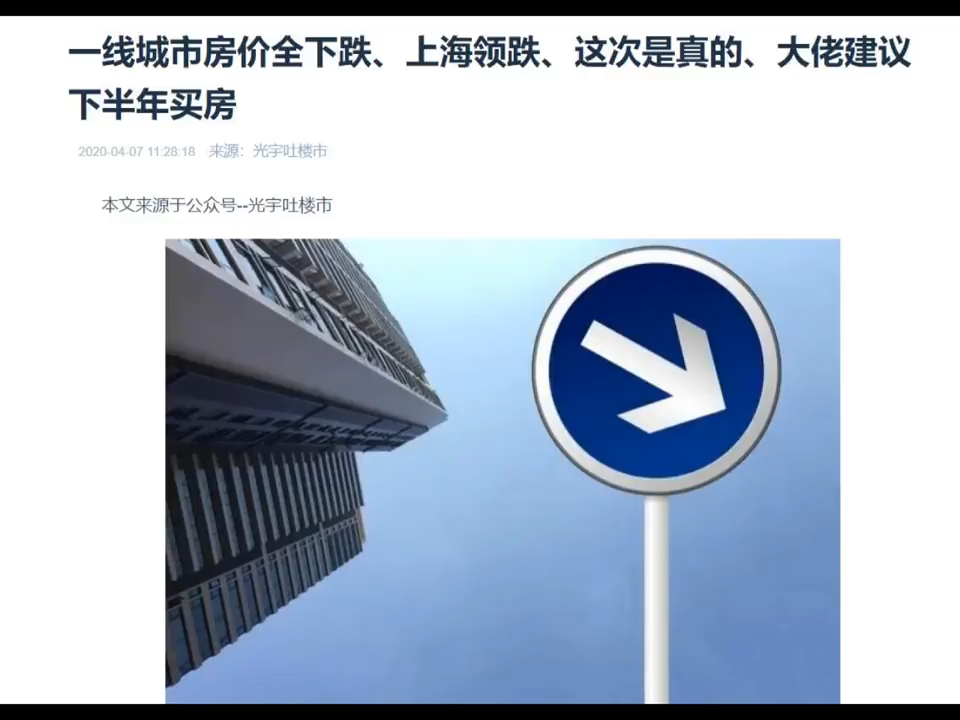 一线城市房价全下跌、上海领跌、这次是真的、大佬建议
下半年买房
2020-04-07 11:28:18 来源：光宇吐楼市
本文来源于公众号--光宇吐楼市